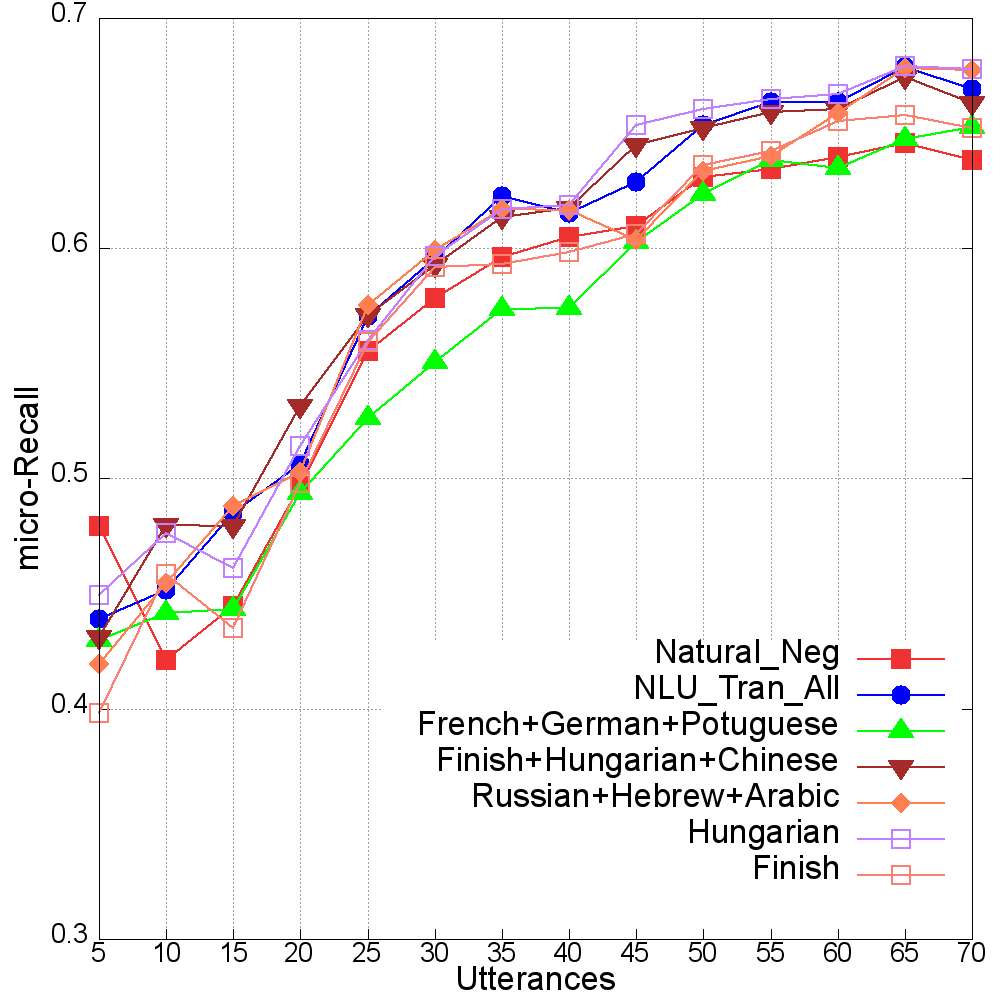 0.7
0.6
0.5
0.4
0.3
micro-Recall
Natural_Neg
NLU_Tran_All
French+German+Potuguese
Finish+Hungarian+Chinese
Russian+Hebrew+Arabic
Hungarian
Finish
5 10 15 20 25 30 35 40 45 50 55 60 65 70
Utterances